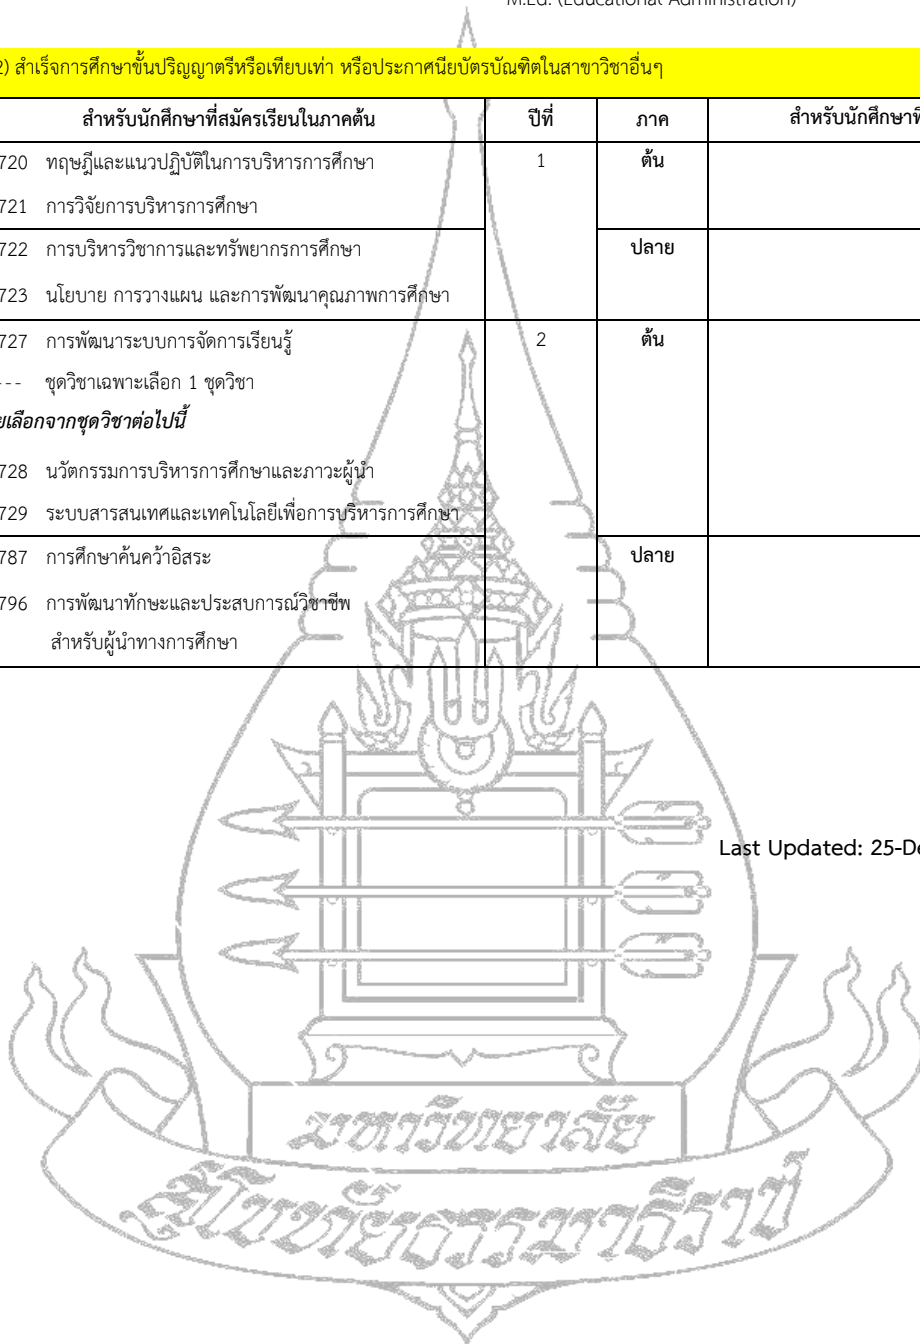 M.Ed. (Educational Administration)
2) สำเร็จการศึกษาขั้นปริญญาตรีหรือเทียบเท่า หรือประกาศนียบัตรบัณฑิตในสาขาวิชาอื่นๆ
สำหรับนักศึกษาที่สมัครเรียนในภาคต้น ปีที่ ภาค สำหรับนักศึกษาที่
720 ทฤษฎีและแนวปฏิบัติในการบริหารการศึกษา 1 ต้น
721 การวิจัยการบริหารการศึกษา
722 การบริหารวิชาการและทรัพยากรการศึกษา ปลาย
723 นโยบาย การวางแผน และการพัฒนาคุณภาพการศึกษา
727 การพัฒนาระบบการจัดการเรียนรู้ 2 ต้น
--- ชุดวิชาเฉพาะเลือก 1 ชุดวิชา
ยเลือกจากชุดวิชาต่อไปนี้
728 นวัตกรรมการบริหารการศึกษาและภาวะผู้นำ
729 ระบบสารสนเทศและเทคโนโลยีเพื่อการบริหารการศึกษา
787 การศึกษาค้นคว้าอิสระ ปลาย
796 การพัฒนาทักษะและประสบการณ์วิชาชีพ
สำหรับผู้นำทางการศึกษา
Last Updated: 25-De
มหาวิทยาลัย
สุโขทัยธรรมาธิราช